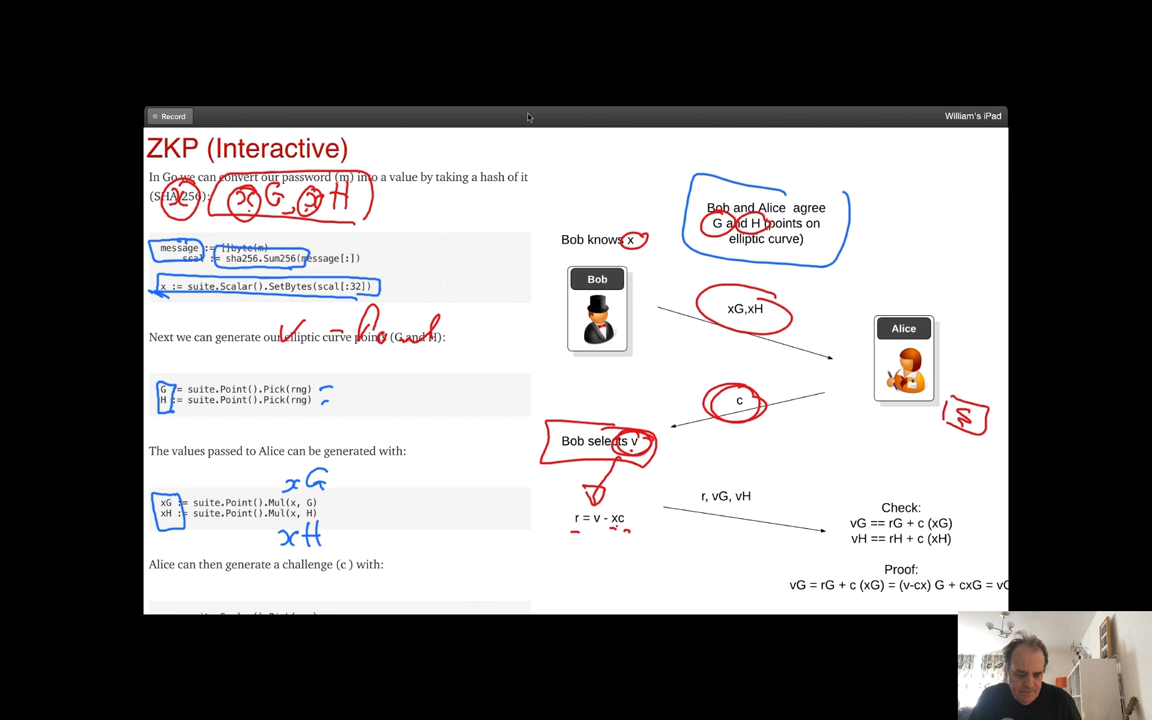 Record
William's iPad
ZKP (Interactive)
In Go we can convert our password (m) into a value by taking a hash of it
(SHA256):
x xG, xH
message := []byte(m)
scal := sha256.Sum256(message[:])
x := suite.Scalar().SetBytes(scal[:32])
v -
Next we can generate our elliptic curve points (G and H):
G := suite.Point().Pick(rng)
H := suite.Point().Pick(rng)
The values passed to Alice can be generated with:
xG
xG := suite.Point().Mul(x, G)
xH := suite.Point().Mul(x, H)
xH
Alice can then generate a challenge (c ) with:
Bob and Alice agree
G and H (points on
elliptic curve)
Bob knows x
Bob
xG,xH
Alice
c
Bob selects v
r, vG, vH
r = v - xc
Check:
vG == rG + c (xG)
vH == rH + c (xH)
Proof:
vG = rG + c (xG) = (v-cx) G + cxG = vG